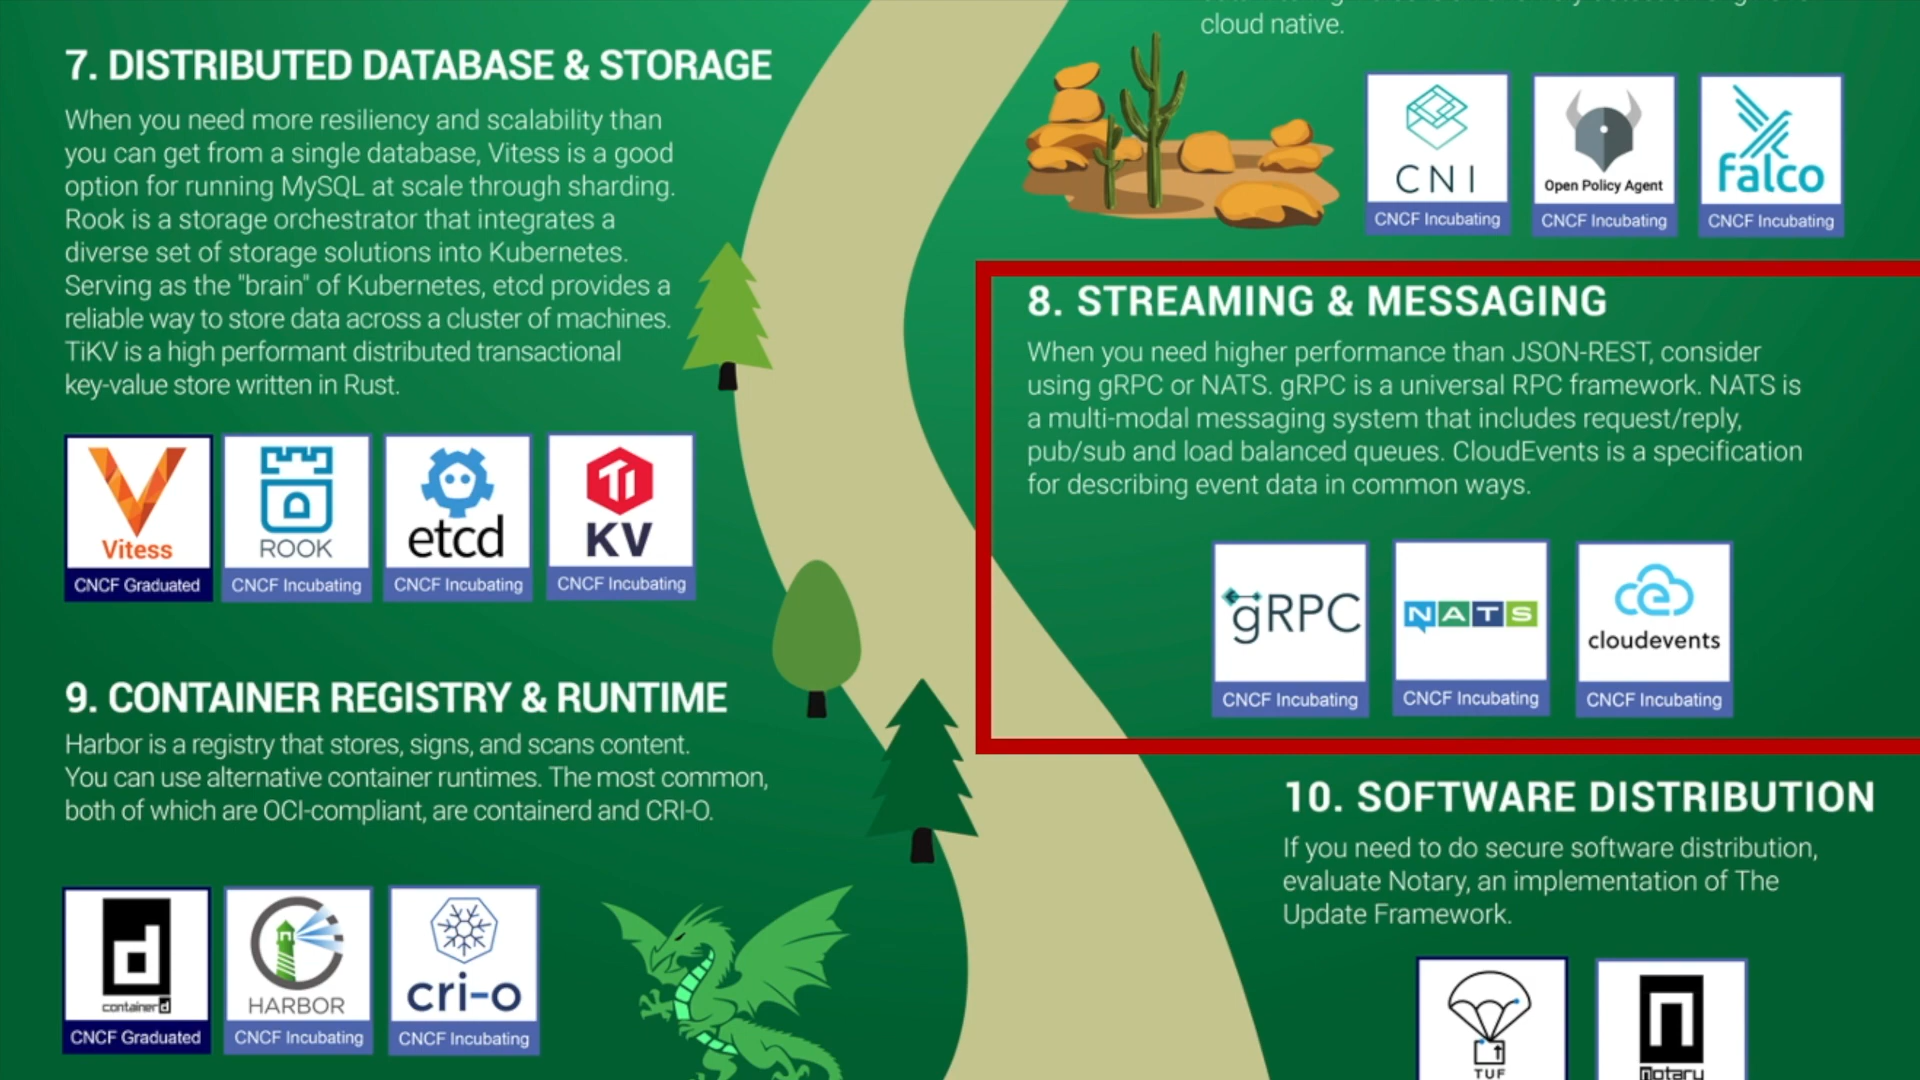 cloud native.
CNI
CNCF Incubating
Open Policy Agent
CNCF Incubating
falco
CNCF Incubating
7. DISTRIBUTED DATABASE & STORAGE
When you need more resiliency and scalability than
you can get from a single database, Vitess is a good
option for running MySQL at scale through sharding.
Rook is a storage orchestrator that integrates a
diverse set of storage solutions into Kubernetes.
Serving as the "brain" of Kubernetes, etcd provides a
reliable way to store data across a cluster of machines.
TiKV is a high performant distributed transactional
key-value store written in Rust.
Vitess
CNCF Graduated
ROOK
CNCF Incubating
etcd
CNCF Incubating
Ti
KV
CNCF Incubating
8. STREAMING & MESSAGING
When you need higher performance than JSON-REST, consider
using gRPC or NATS. gRPC is a universal RPC framework. NATS is
a multi-modal messaging system that includes request/reply,
pub/sub and load balanced queues. CloudEvents is a specification
for describing event data in common ways.
gRPC
CNCF Incubating
NATS
CNCF Incubating
cloudevents
CNCF Incubating
9. CONTAINER REGISTRY & RUNTIME
Harbor is a registry that stores, signs, and scans content.
You can use alternative container runtimes. The most common,
both of which are OCI-compliant, are containerd and CRI-O.
d
containerd
CNCF Graduated
n
HARBOR
CNCF Incubating
cri-o
CNCF Incubating
10. SOFTWARE DISTRIBUTION
If you need to do secure software distribution,
evaluate Notary, an implementation of The
Update Framework.
TUF
n
notary